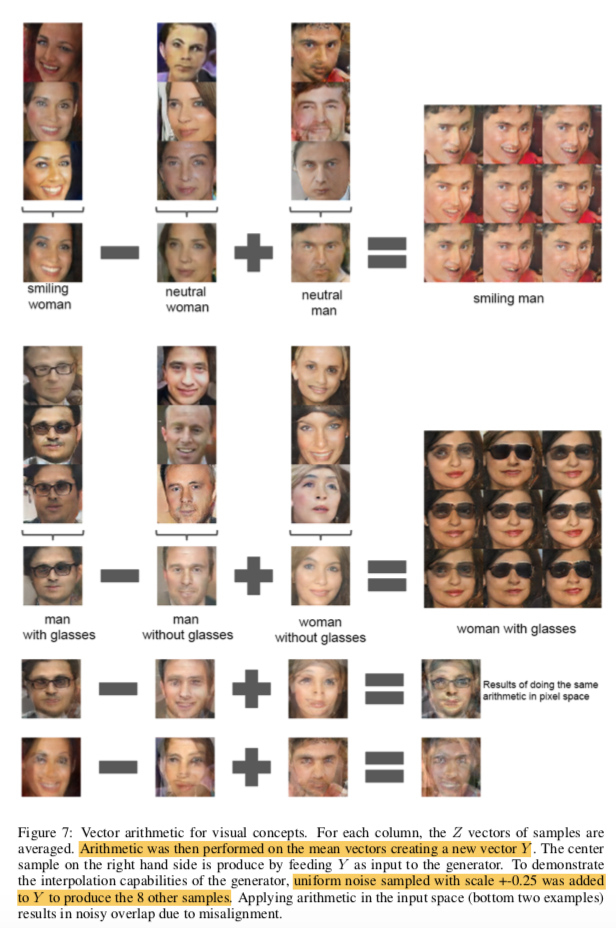 smiling
woman
neutral
woman
neutral
man
smiling man
man
with glasses
man
without glasses
woman
without glasses
woman with glasses
Results of doing the same
arithmetic in pixel space
Figure 7: Vector arithmetic for visual concepts. For each column, the Z vectors of samples are
averaged. Arithmetic was then performed on the mean vectors creating a new vector Y. The center
sample on the right hand side is produce by feeding Y as input to the generator. To demonstrate
the interpolation capabilities of the generator, uniform noise sampled with scale +-0.25 was added
to Y to produce the 8 other samples. Applying arithmetic in the input space (bottom two examples)
results in noisy overlap due to misalignment.